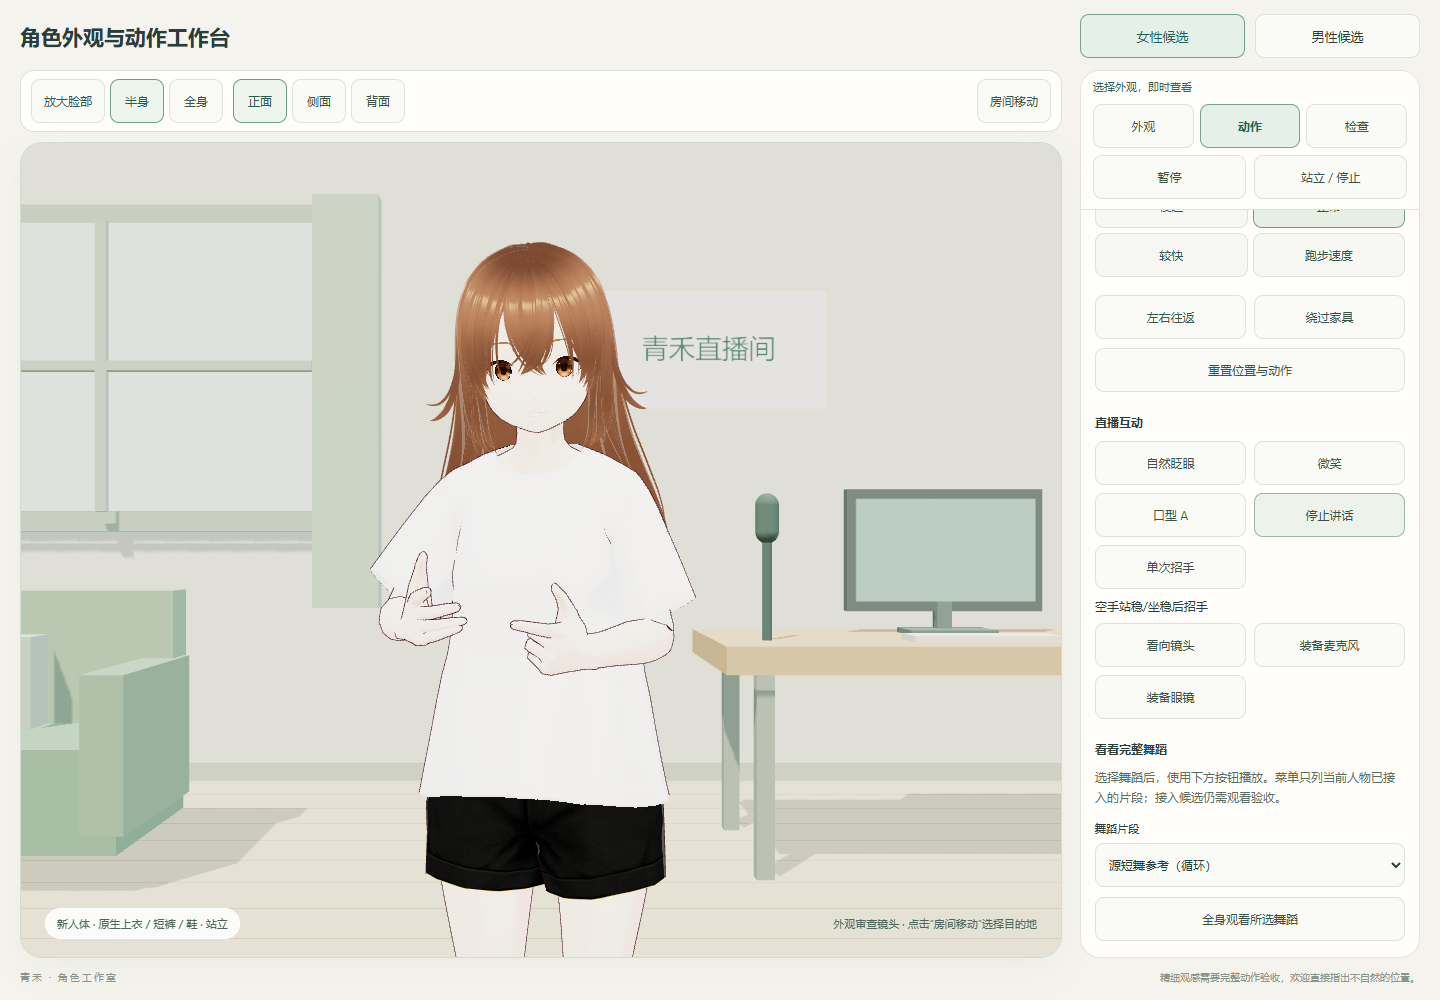 角色外观与动作工作台
女性候选
男性候选
放大脸部
半身
全身
正面
侧面
背面
房间移动
选择外观，即时查看
外观
动作
检查
暂停
站立 / 停止
较快
跑步速度
左右往返
绕过家具
重置位置与动作
直播互动
自然眨眼
微笑
口型 A
停止讲话
单次招手
空手站稳/坐稳后招手
看向镜头
装备麦克风
装备眼镜
看看完整舞蹈
选择舞蹈后，使用下方按钮播放。菜单只列当前人物已接
入的片段；接入候选仍需观看验收。
舞蹈片段
源短舞参考（循环）
全身观看所选舞蹈
青禾直播间
新人体 · 原生上衣 / 短裤 / 鞋 · 站立
外观审查镜头 · 点击“房间移动”选择目的地
青禾 · 角色工作室
精细观感需要完整动作验收，欢迎直接指出不自然的位置。